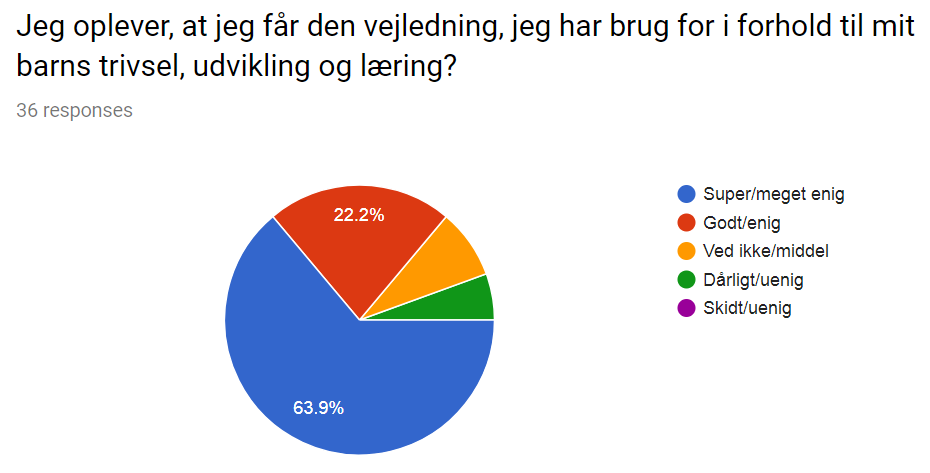 Jeg oplever, at jeg får den vejledning, jeg har brug for i forhold til mit
barns trivsel, udvikling og læring?
36 responses
22.2%
63.9%
Super/meget enig
Godt/enig
Ved ikke/middel
Dårligt/uenig
Skidt/uenig